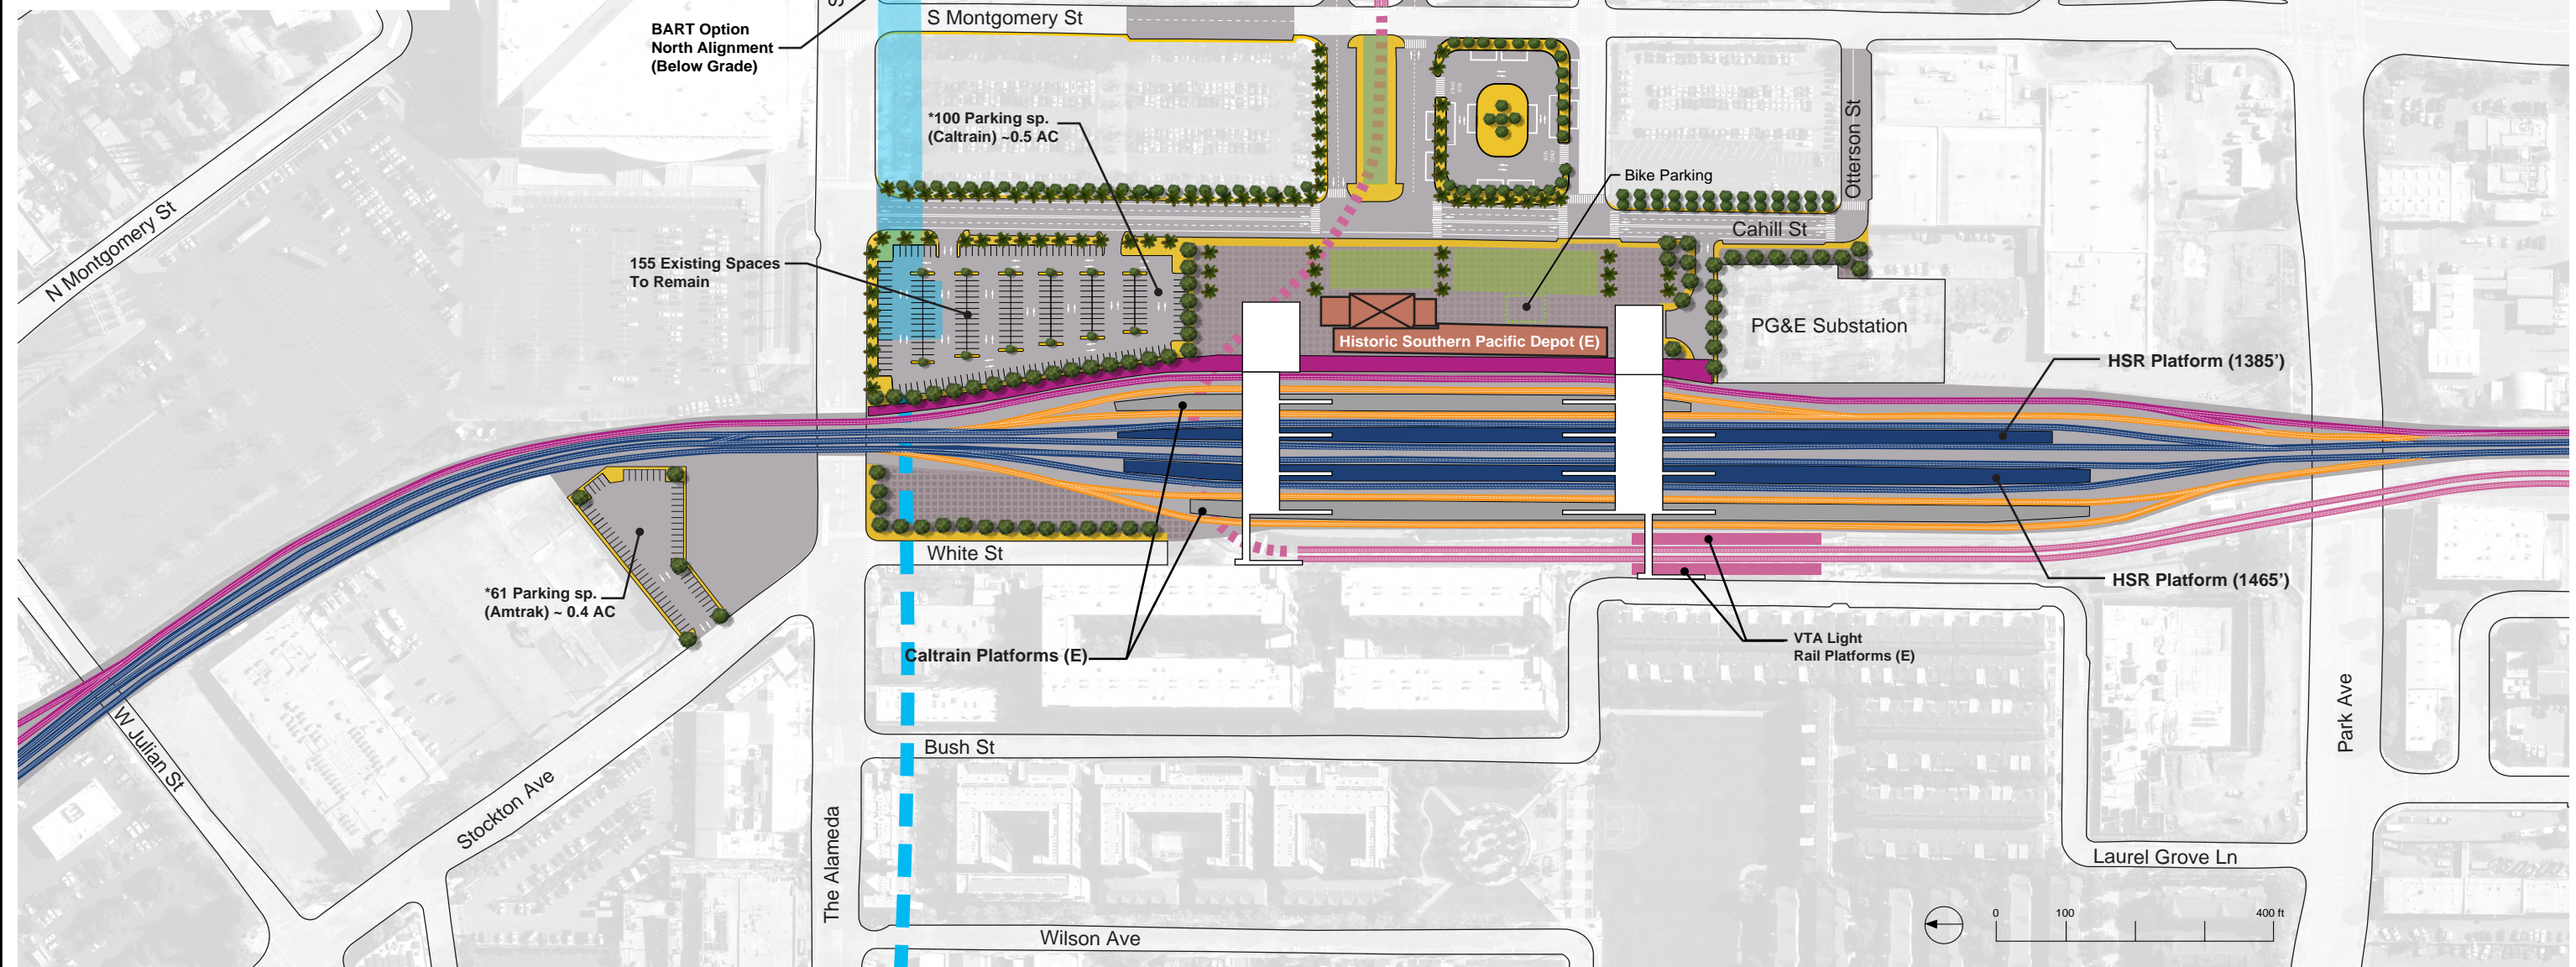 S Montgomery St
BART Option
North Alignment
(Below Grade)
*100 Parking sp.
(Caltrain) ~0.5 AC
Otterson St
Bike Parking
N Montgomery St
Cahill St
155 Existing Spaces
To Remain
PG&E Substation
Historic Southern Pacific Depot (E)
HSR Platform (1385’)
White St
HSR Platform (1465’)
*61 Parking sp.
(Amtrak) ~ 0.4 AC
VTA Light
Rail Platforms (E)
Caltrain Platforms (E)
Park Ave
W Julian St
Bush St
Stockton Ave
The Alameda
Laurel Grove Ln
0 100 400 ft
Wilson Ave